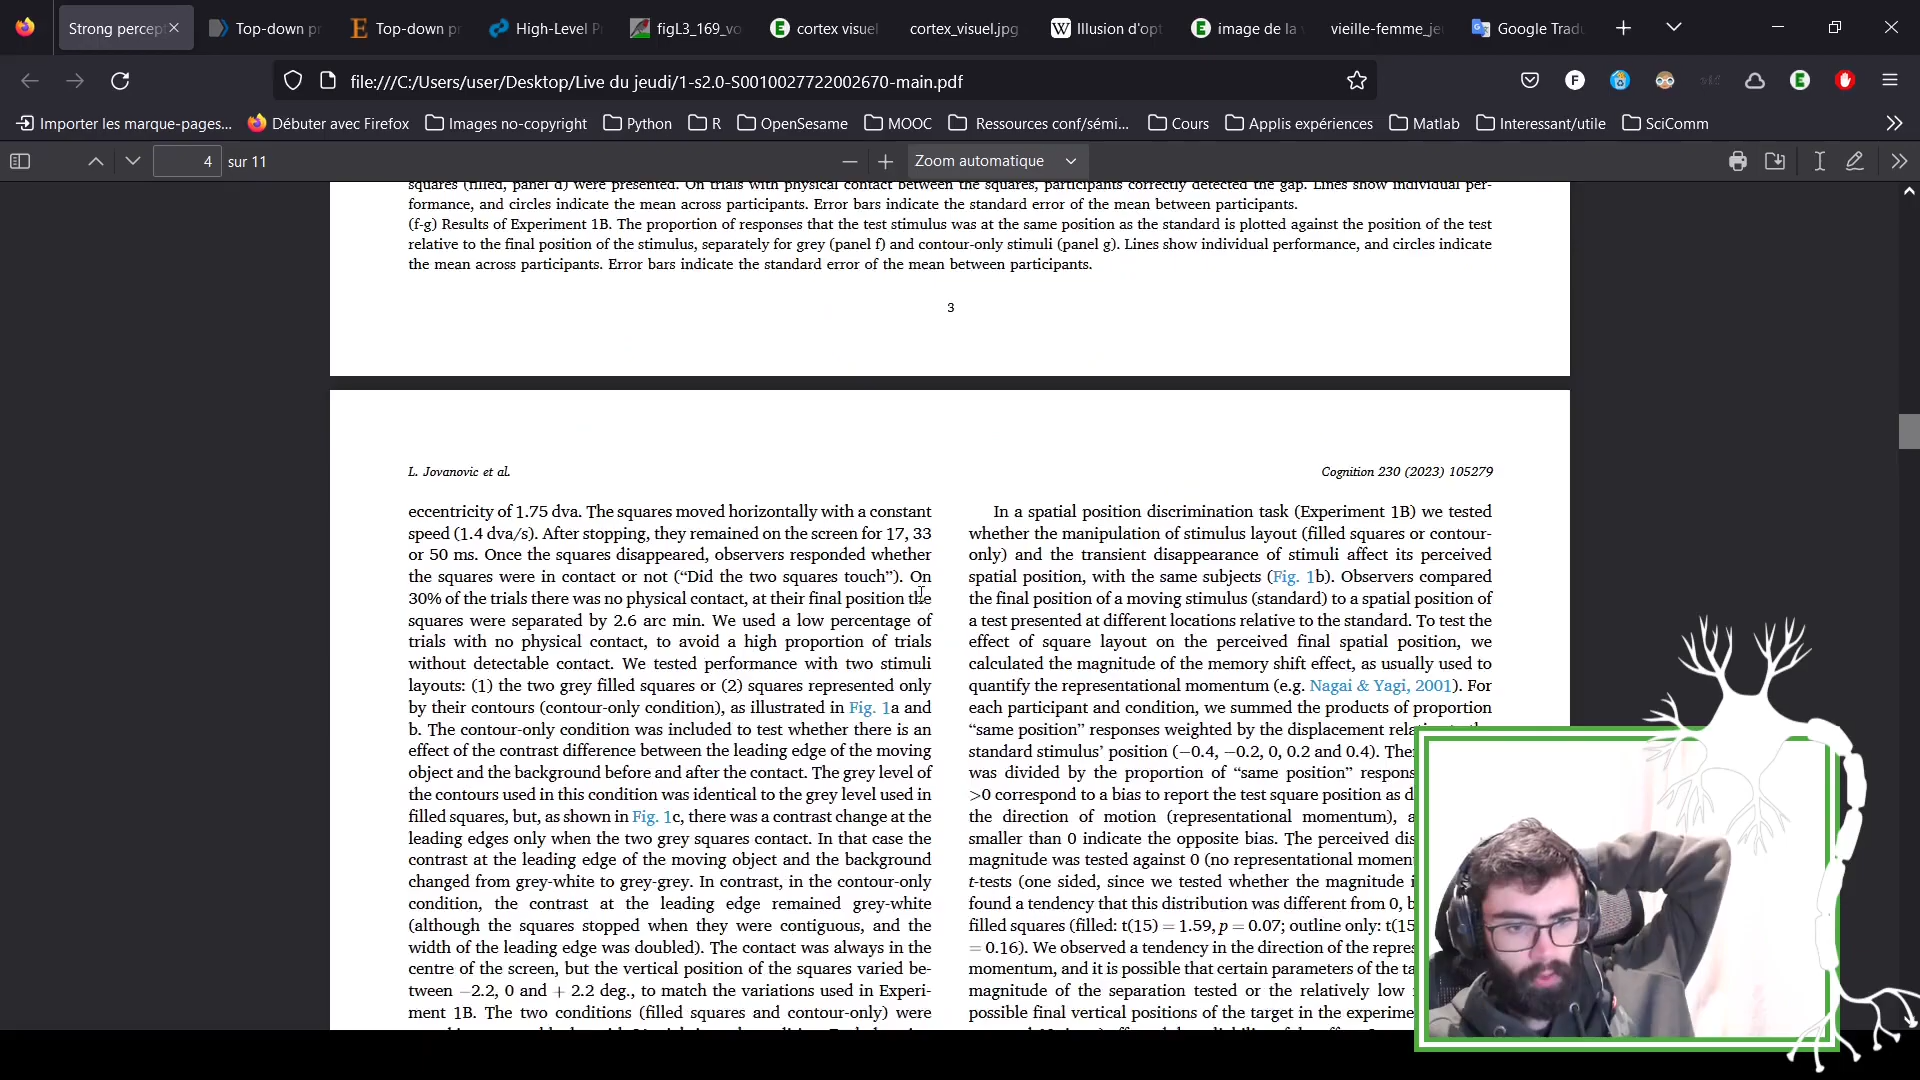 Strong percep
Top-down pr
Top-down pr
High-Level P
figL3_169_vo
cortex visuel
cortex_visuel.jpg
Illusion d'opt
image de la v
vieille-femme_je
Google Tradu
file:///C:/Users/user/Desktop/Live du jeudi/1-s2.0-S0010027722002670-main.pdf
Importer les marque-pages...
Débuter avec Firefox
Images no-copyright
Python
R
OpenSesame
MOOC
Ressources conf/sémi...
Cours
Applis expériences
Matlab
Interessant/utile
SciComm
4 sur 11
Zoom automatique
squares (filled, panel d) were presented. On trials with physical contact between the squares, participants correctly detected the gap. Lines show individual per-
formance, and circles indicate the mean across participants. Error bars indicate the standard error of the mean between participants.
(f-g) Results of Experiment 1B. The proportion of responses that the test stimulus was at the same position as the standard is plotted against the position of the test
relative to the final position of the stimulus, separately for grey (panel f) and contour-only stimuli (panel g). Lines show individual performance, and circles indicate
the mean across participants. Error bars indicate the standard error of the mean between participants.
3
L. Jovanovic et al.
Cognition 230 (2023) 105279
eccentricity of 1.75 dva. The squares moved horizontally with a constant
speed (1.4 dva/s). After stopping, they remained on the screen for 17, 33
or 50 ms. Once the squares disappeared, observers responded whether
the squares were in contact or not (“Did the two squares touch”). On
30% of the trials there was no physical contact, at their final position the
squares were separated by 2.6 arc min. We used a low percentage of
trials with no physical contact, to avoid a high proportion of trials
without detectable contact. We tested performance with two stimuli
layouts: (1) the two grey filled squares or (2) squares represented only
by their contours (contour-only condition), as illustrated in Fig. 1a and
b. The contour-only condition was included to test whether there is an
effect of the contrast difference between the leading edge of the moving
object and the background before and after the contact. The grey level of
the contours used in this condition was identical to the grey level used in
filled squares, but, as shown in Fig. 1c, there was a contrast change at the
leading edges only when the two grey squares contact. In that case the
contrast at the leading edge of the moving object and the background
changed from grey-white to grey-grey. In contrast, in the contour-only
condition, the contrast at the leading edge remained grey-white
(although the squares stopped when they were contiguous, and the
width of the leading edge was doubled). The contact was always in the
centre of the screen, but the vertical position of the squares varied be-
tween −2.2, 0 and + 2.2 deg., to match the variations used in Experi-
ment 1B. The two conditions (filled squares and contour-only) were
In a spatial position discrimination task (Experiment 1B) we tested
whether the manipulation of stimulus layout (filled squares or contour-
only) and the transient disappearance of stimuli affect its perceived
spatial position, with the same subjects (Fig. 1b). Observers compared
the final position of a moving stimulus (standard) to a spatial position of
a test presented at different locations relative to the standard. To test the
effect of square layout on the perceived final spatial position, we
calculated the magnitude of the memory shift effect, as usually used to
quantify the representational momentum (e.g. Nagai & Yagi, 2001). For
each participant and condition, we summed the products of proportion
“same position” responses weighted by the displacement
standard stimulus’ position (−0.4, −0.2, 0, 0.2 and 0.4).
was divided by the proportion of “same position”
>0 correspond to a bias to report the test square position as
the direction of motion (representational momentum),
smaller than 0 indicate the opposite bias. The perceived
magnitude was tested against 0 (no representational
t-tests (one sided, since we tested whether the magnitude
found a tendency that this distribution was different from 0,
filled squares (filled: t(15) = 1.59, p = 0.07; outline only:
= 0.16). We observed a tendency in the direction of the
momentum, and it is possible that certain parameters of the
magnitude of the separation tested or the relatively low
possible final vertical positions of the target in the